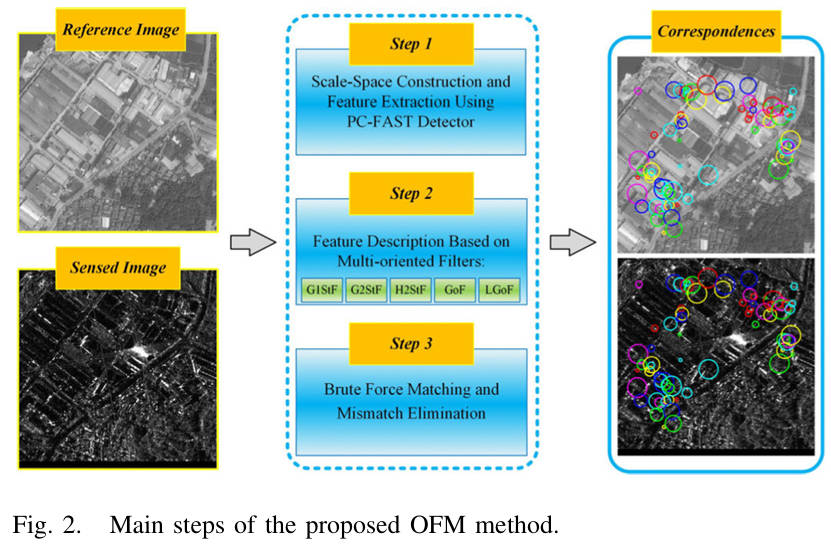 Reference Image
Sensed Image
Step 1
Scale-Space Construction and
Feature Extraction Using
PC-FAST Detector
Step 2
Feature Description Based on
Multi-oriented Filters:
G1StF G2StF H2StF GoF LGoF
Step 3
Brute Force Matching and
Mismatch Elimination
Correspondences
Fig. 2. Main steps of the proposed OFM method.